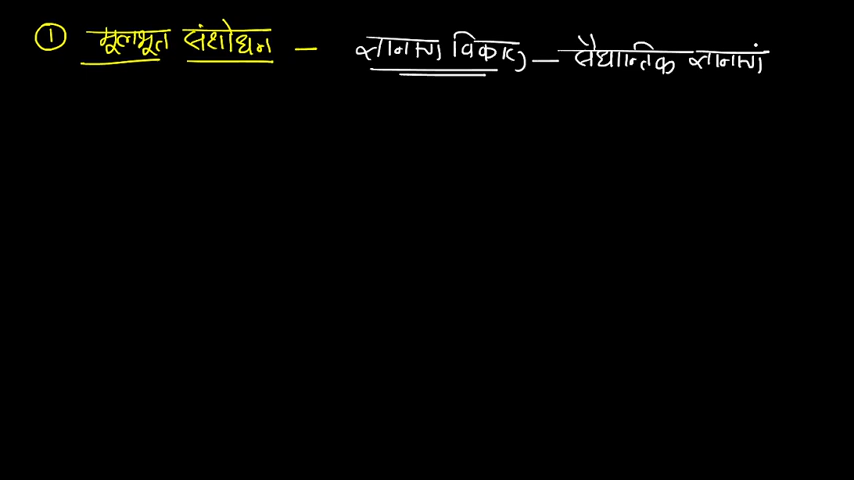 ① मूलभूत संशोधन — ज्ञानाचा विकास — सैधान्तिक ज्ञानाचं